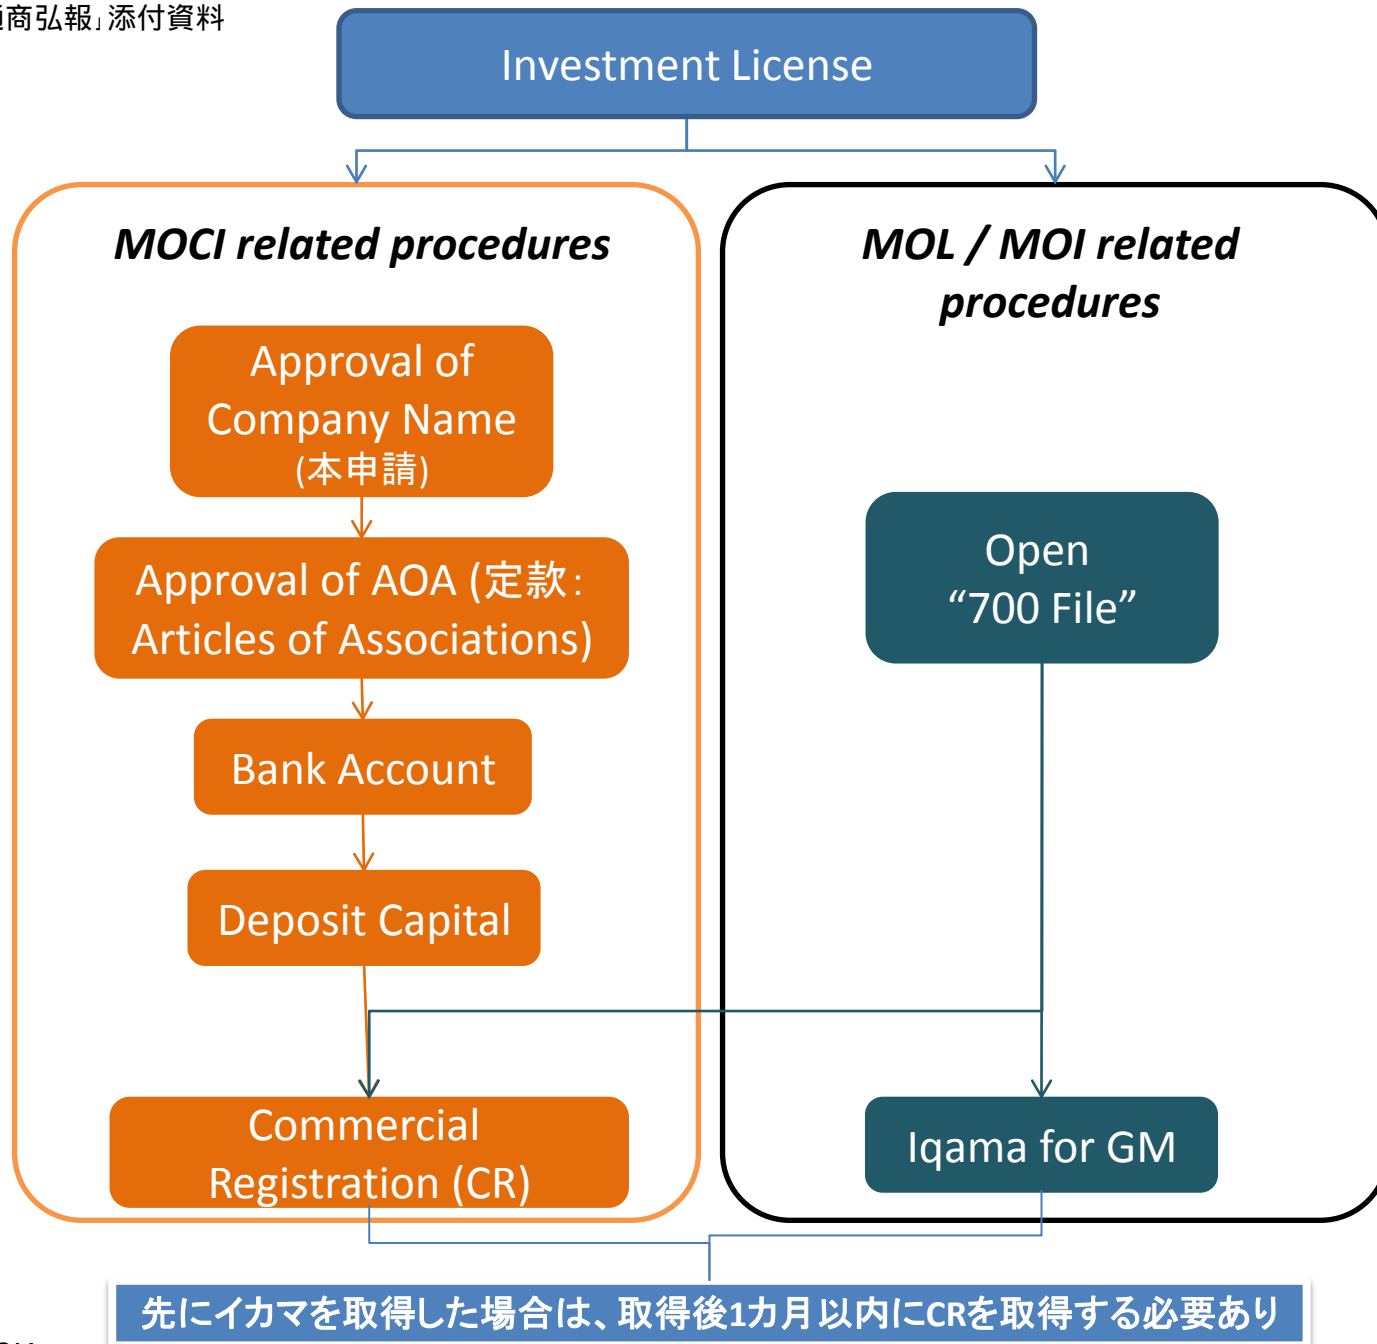 商弘報」添付資料
Investment License
MOCI related procedures
Approval of
Company Name
(本申請)
Approval of AOA (定款：
Articles of Associations)
Bank Account
Deposit Capital
Commercial
Registration (CR)
MOL / MOI related
procedures
Open
“700 File”
Iqama for GM
先にイカマを取得した場合は、取得後1カ月以内にCRを取得する必要あり